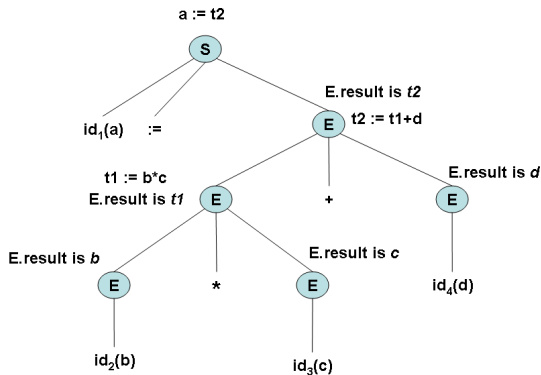 a := t2
S
E.result is t2
id₁(a) :=
E t2 := t1+d
t1 := b*c
E.result is t1
E
+
E.result is d
E
E.result is b
E
*
E.result is c
E
id₄(d)
id₂(b)
id₃(c)